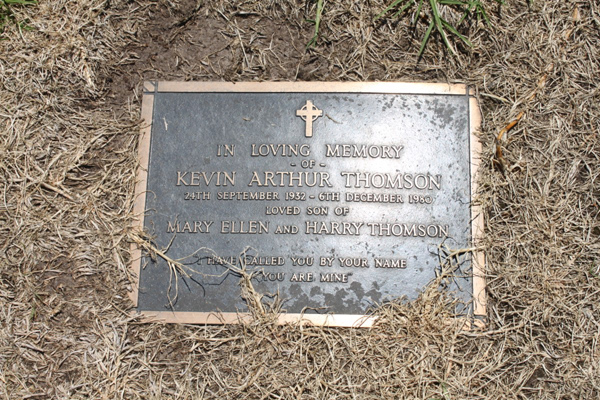 IN LOVING MEMORY
- OF -
KEVIN ARTHUR THOMSON
24TH SEPTEMBER 1932 - 6TH DECEMBER 1980
LOVED SON OF
MARY ELLEN AND HARRY THOMSON
"I HAVE CALLED YOU BY YOUR NAME
YOU ARE MINE"